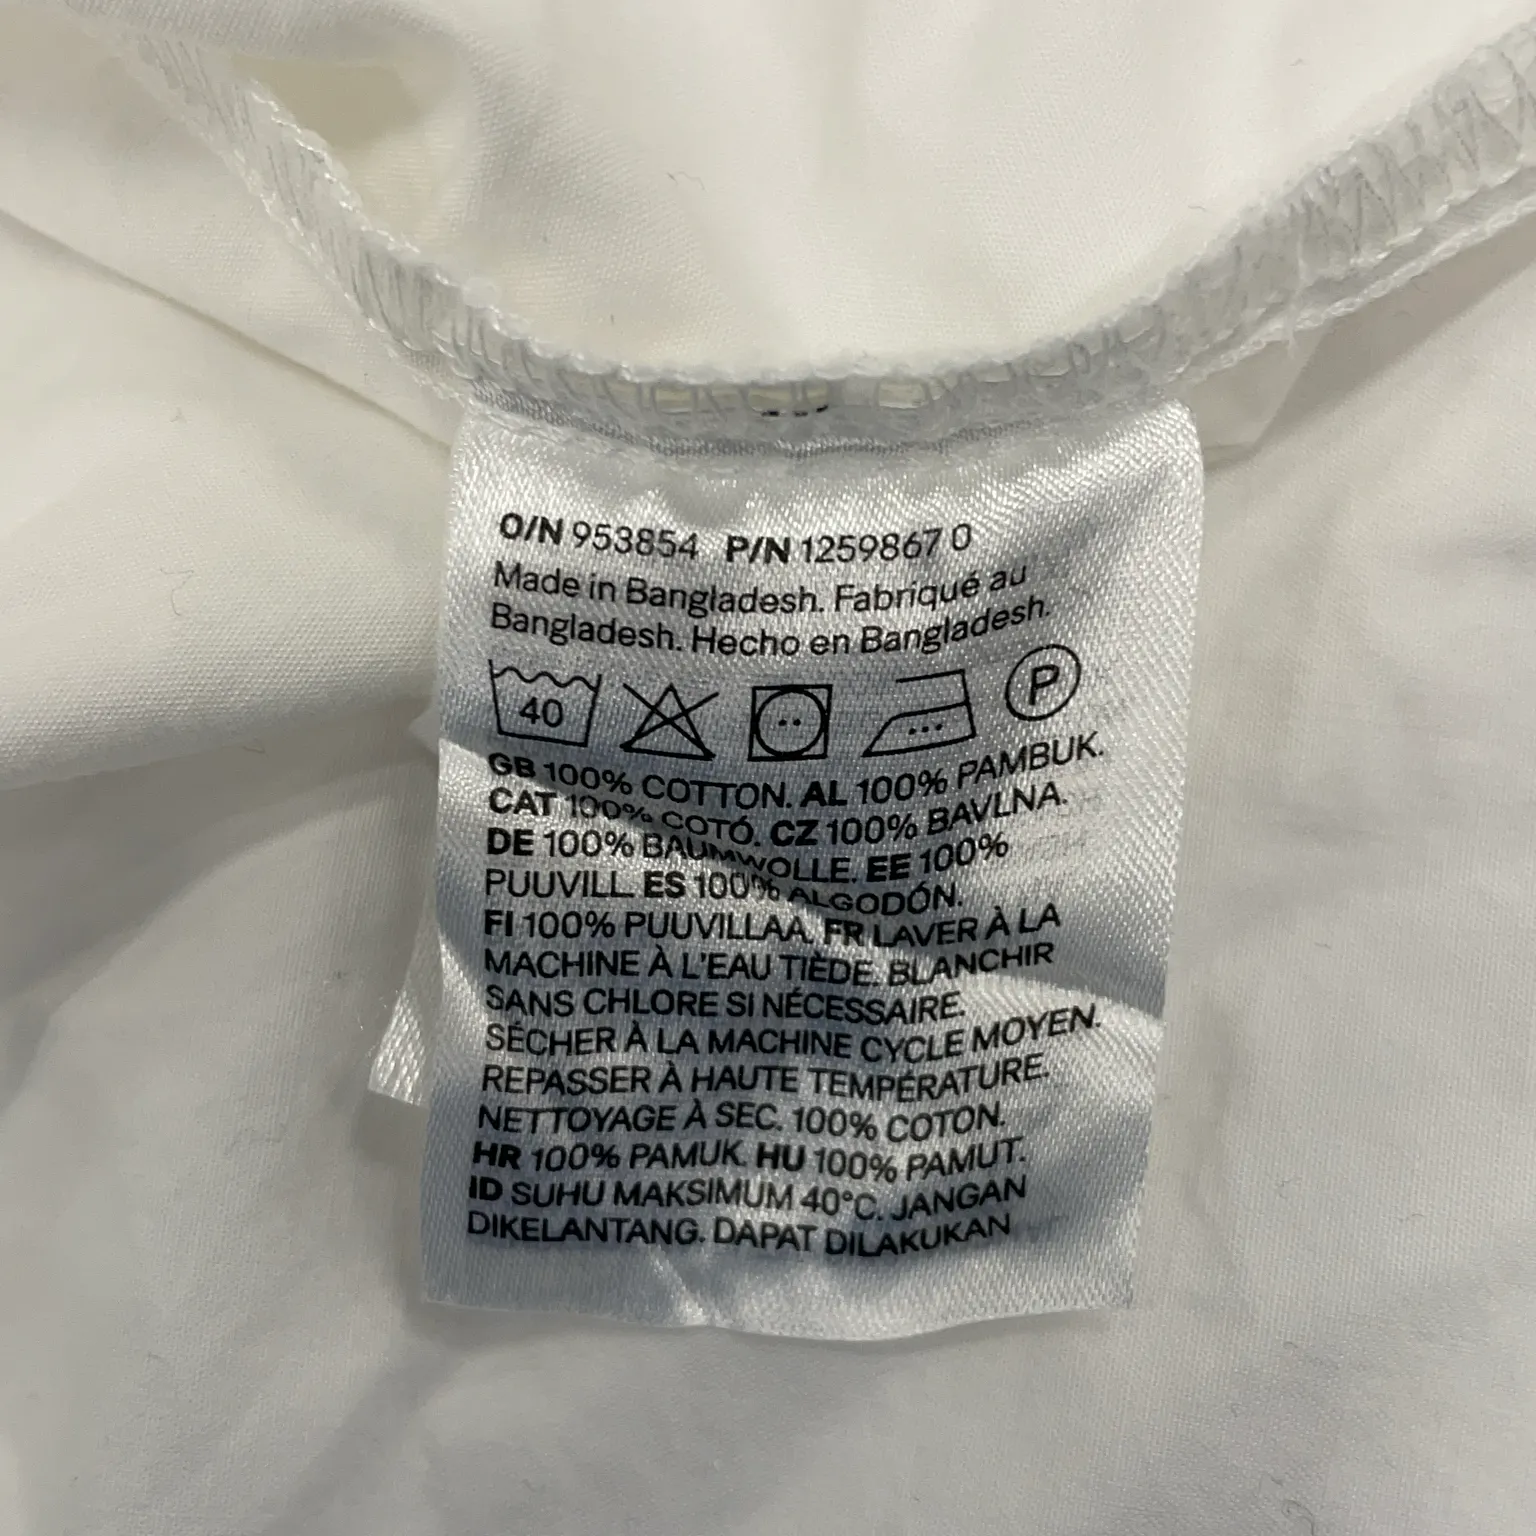 O/N 953854 P/N 1259867 0
Made in Bangladesh. Fabriqué au
Bangladesh. Hecho en Bangladesh.
40 P
GB 100% COTTON. AL 100% PAMBUK.
CAT 100% COTÓ. CZ 100% BAVLNA.
DE 100% BAUMWOLLE. EE 100%
PUUVILL. ES 100% ALGODÓN.
FI 100% PUUVILLAA. FR LAVER À LA
MACHINE À L'EAU TIÈDE. BLANCHIR
SANS CHLORE SI NÉCESSAIRE.
SÉCHER À LA MACHINE CYCLE MOYEN.
REPASSER À HAUTE TEMPÉRATURE.
NETTOYAGE À SEC. 100% COTON.
HR 100% PAMUK. HU 100% PAMUT.
ID SUHU MAKSIMUM 40°C. JANGAN
DIKELANTANG. DAPAT DILAKUKAN